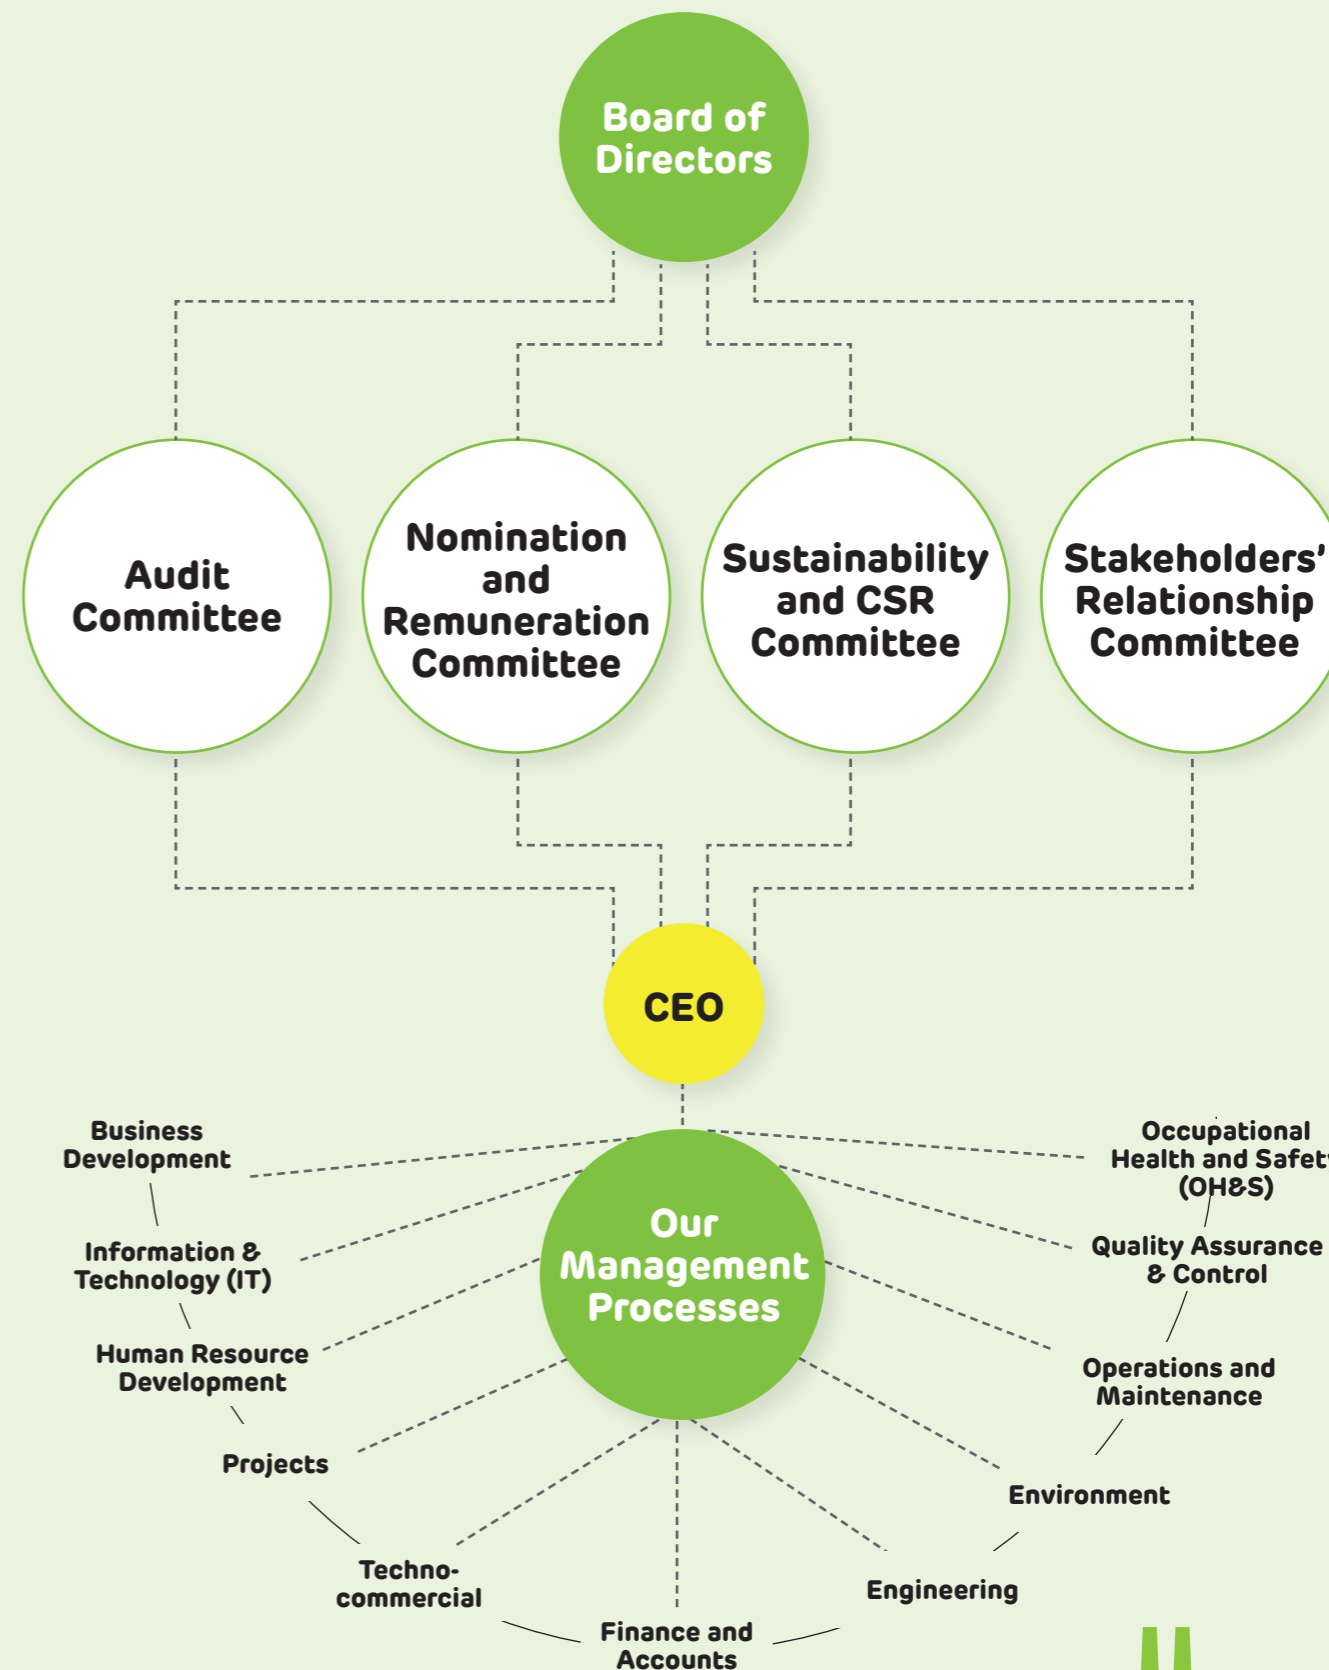 Board of
Directors
Audit
Committee
Nomination
and
Remuneration
Committee
Sustainability
and CSR
Committee
Stakeholders’
Relationship
Committee
CEO
Our
Management
Processes
Business
Development
Information &
Technology (IT)
Human Resource
Development
Projects
Techno-
commercial
Finance and
Accounts
Engineering
Environment
Operations and
Maintenance
Quality Assurance
& Control
Occupational
Health and Safety
(OH&S)